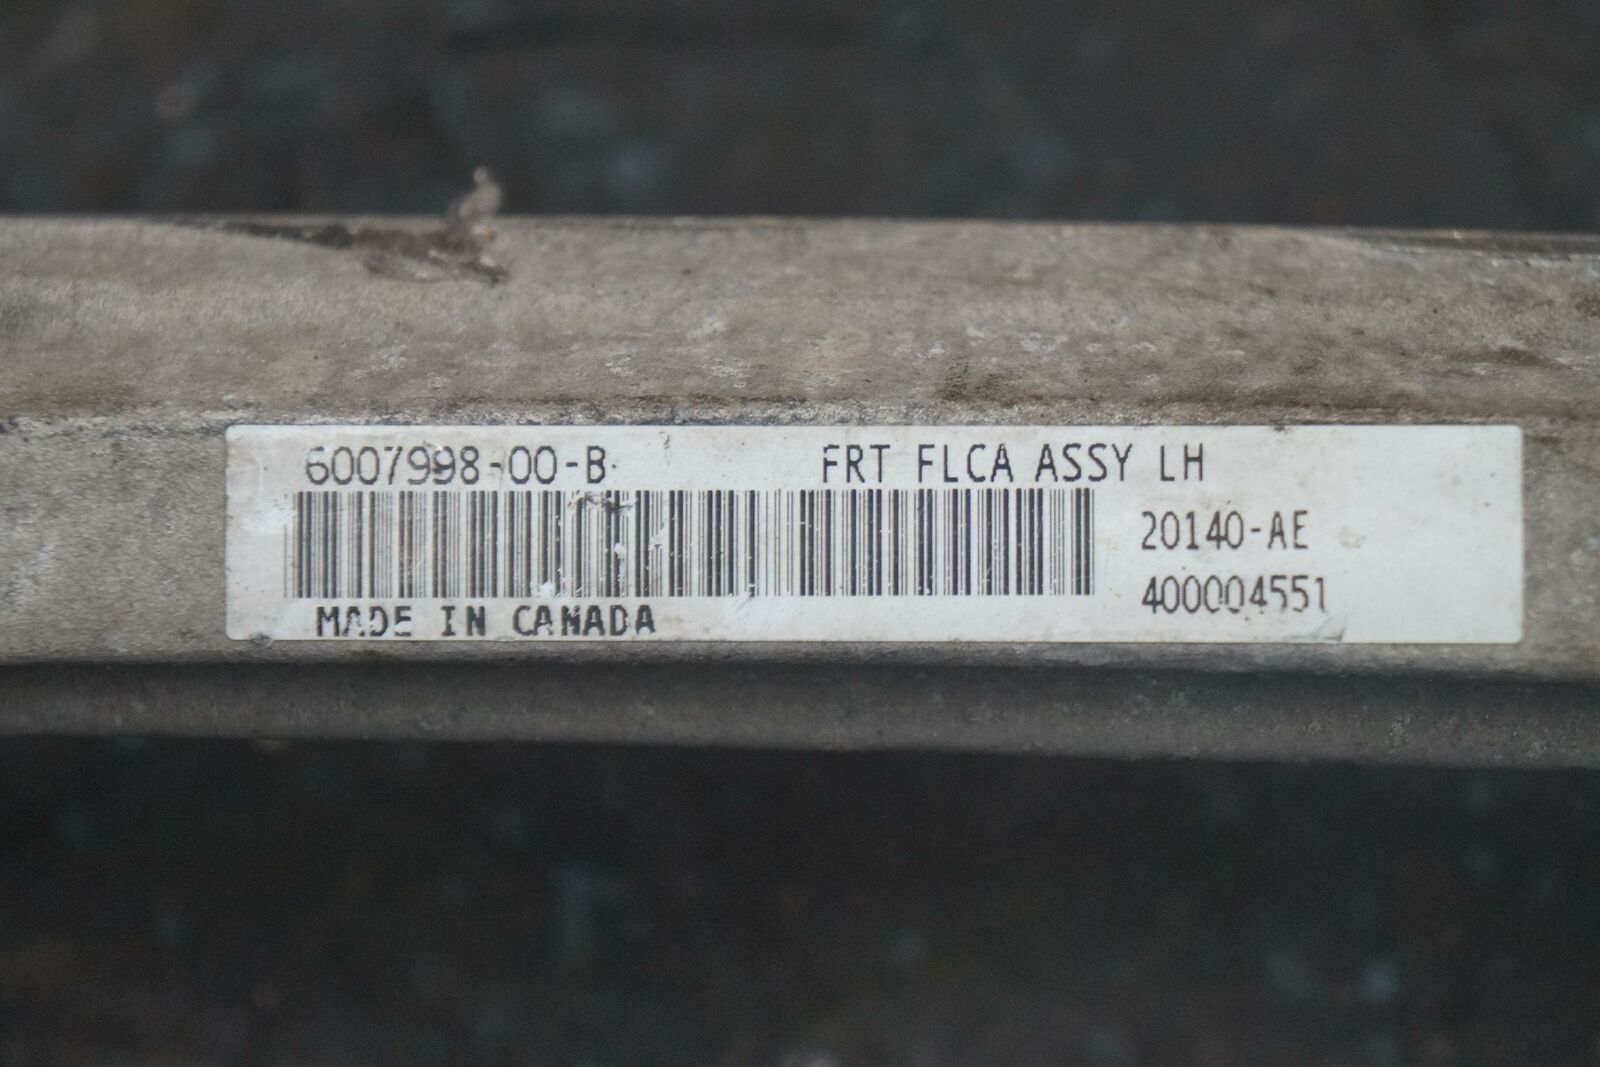 6007998-00-B
FRT FLCA ASSY LH
20140-AE
400004551
MADE IN CANADA